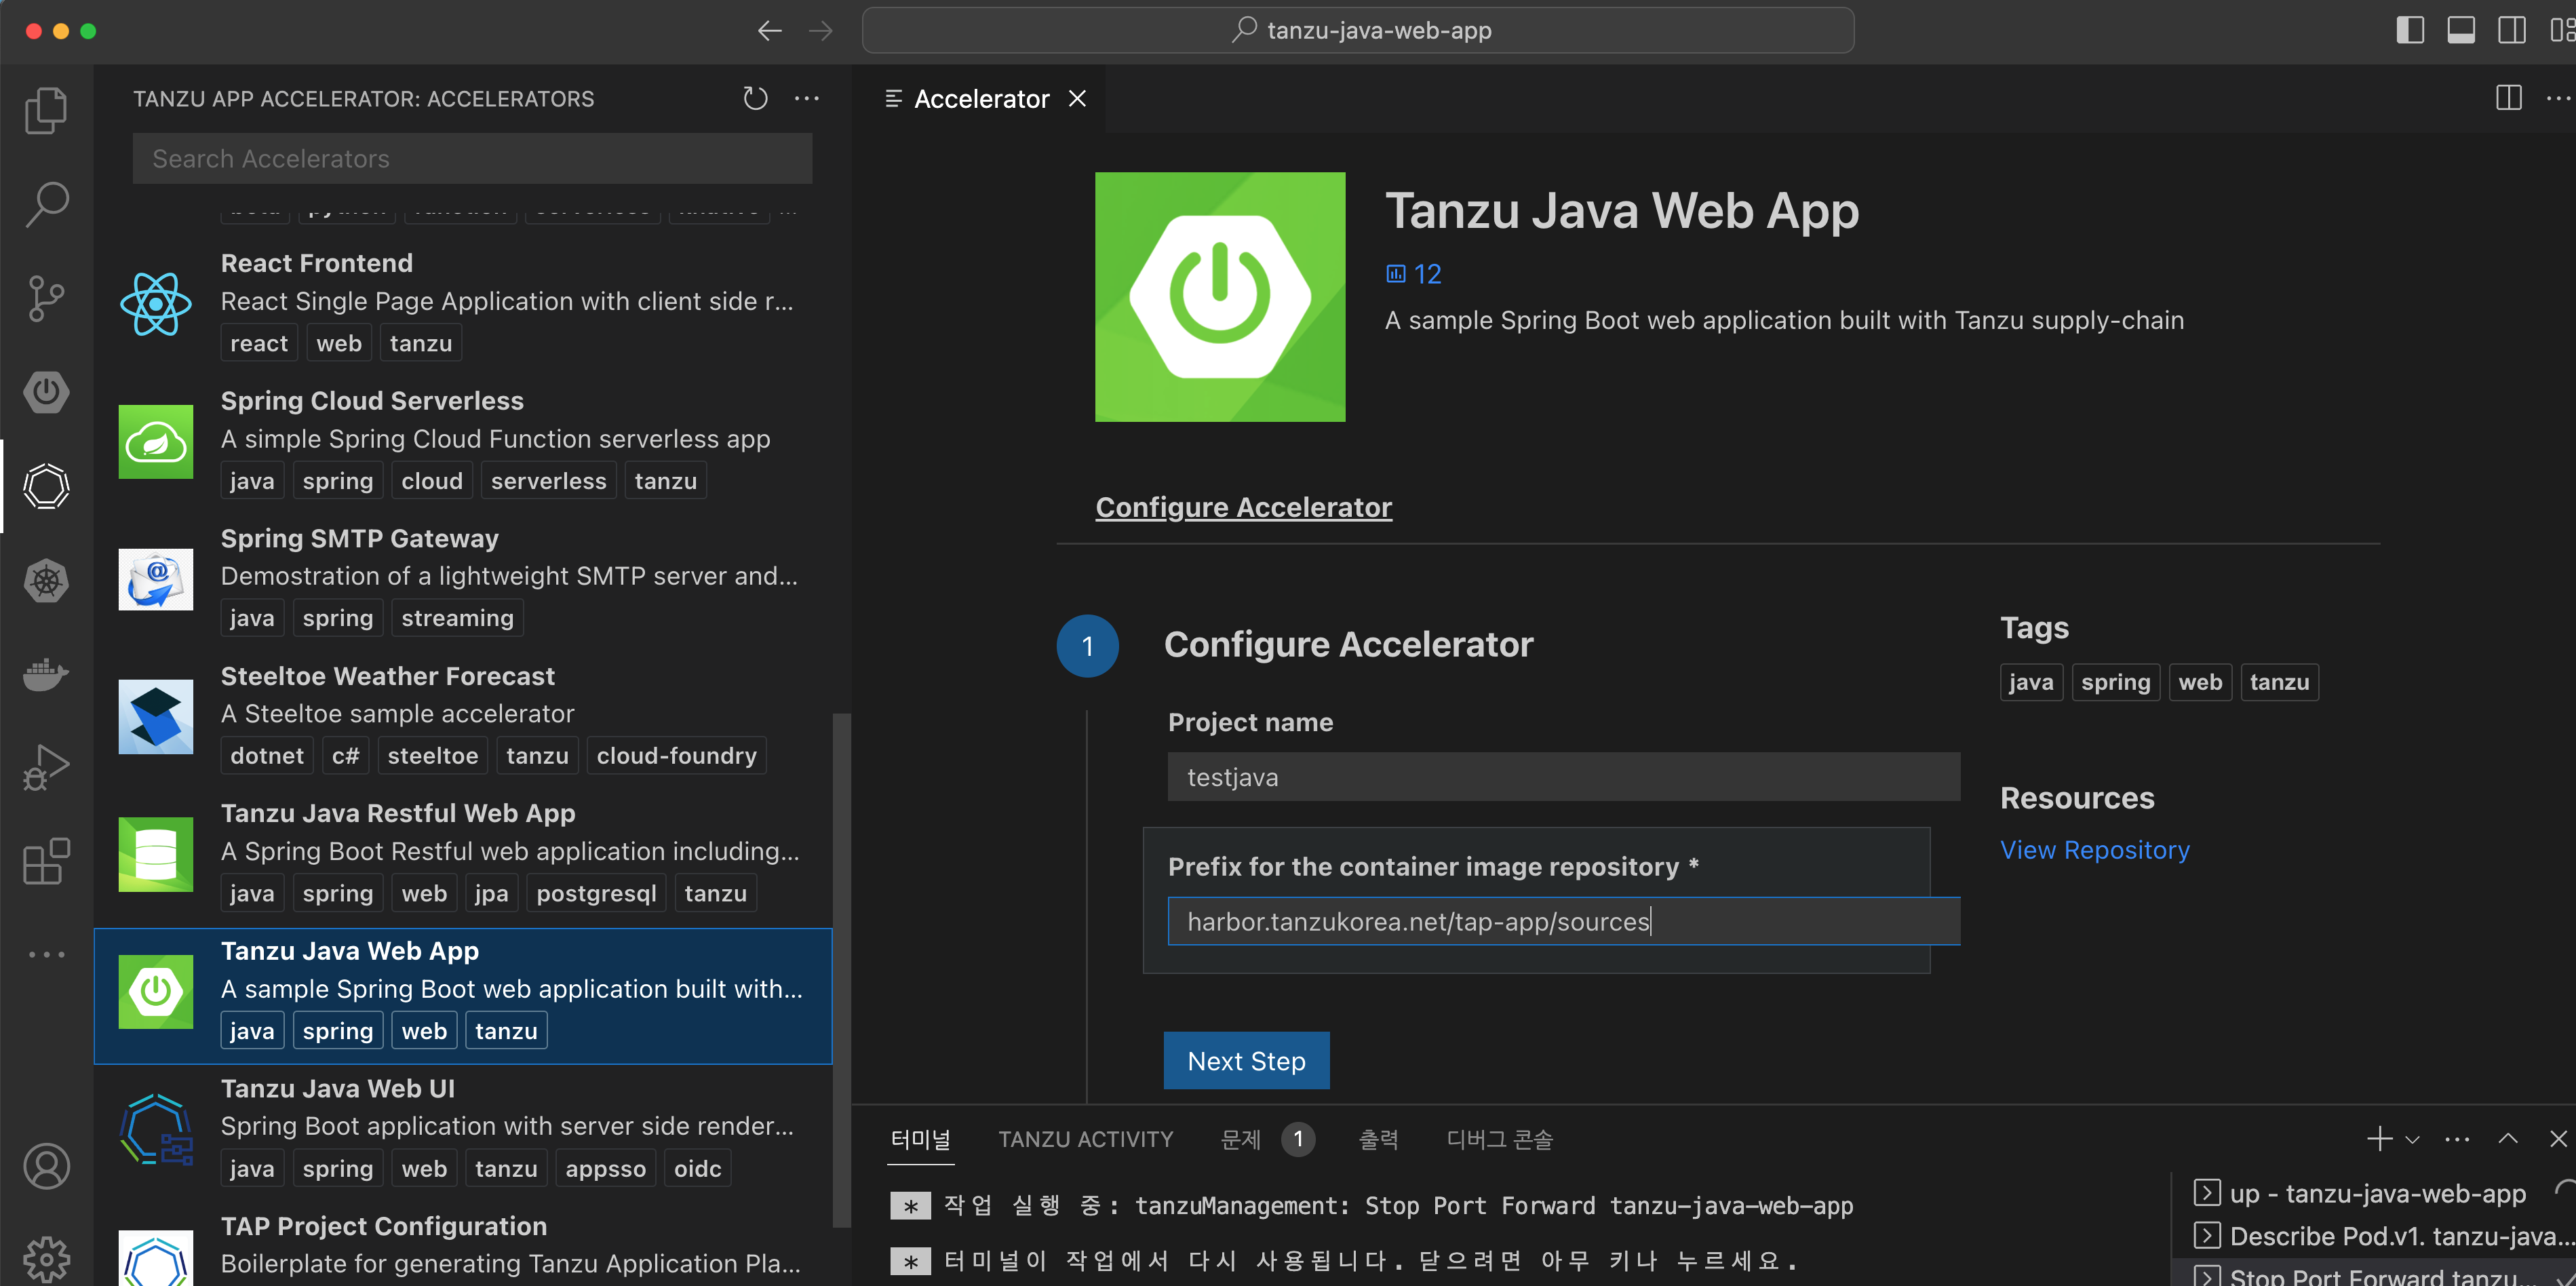 tanzu-java-web-app
TANZU APP ACCELERATOR: ACCELERATORS
Search Accelerators
React Frontend
React Single Page Application with client side r...
react web tanzu
Spring Cloud Serverless
A simple Spring Cloud Function serverless app
java spring cloud serverless tanzu
Spring SMTP Gateway
Demostration of a lightweight SMTP server and...
java spring streaming
Steeltoe Weather Forecast
A Steeltoe sample accelerator
dotnet c# steeltoe tanzu cloud-foundry
Tanzu Java Restful Web App
A Spring Boot Restful web application including...
java spring web jpa postgresql tanzu
Tanzu Java Web App
A sample Spring Boot web application built with...
java spring web tanzu
Tanzu Java Web UI
Spring Boot application with server side render...
java spring web tanzu appsso oidc
TAP Project Configuration
Boilerplate for generating Tanzu Application Pla...
Accelerator
Tanzu Java Web App
12
A sample Spring Boot web application built with Tanzu supply-chain
Configure Accelerator
1 Configure Accelerator
Project name
testjava
Prefix for the container image repository *
harbor.tanzukorea.net/tap-app/sources
Next Step
Tags
java spring web tanzu
Resources
View Repository
터미널 TANZU ACTIVITY 문제 1 출력 디버그 콘솔
* 작업 실행 중: tanzuManagement: Stop Port Forward tanzu-java-web-app
* 터미널이 작업에서 다시 사용됩니다. 닫으려면 아무 키나 누르세요.
up - tanzu-java-web-app
Describe Pod.v1. tanzu-java...
Stop Port Forward tanzu...